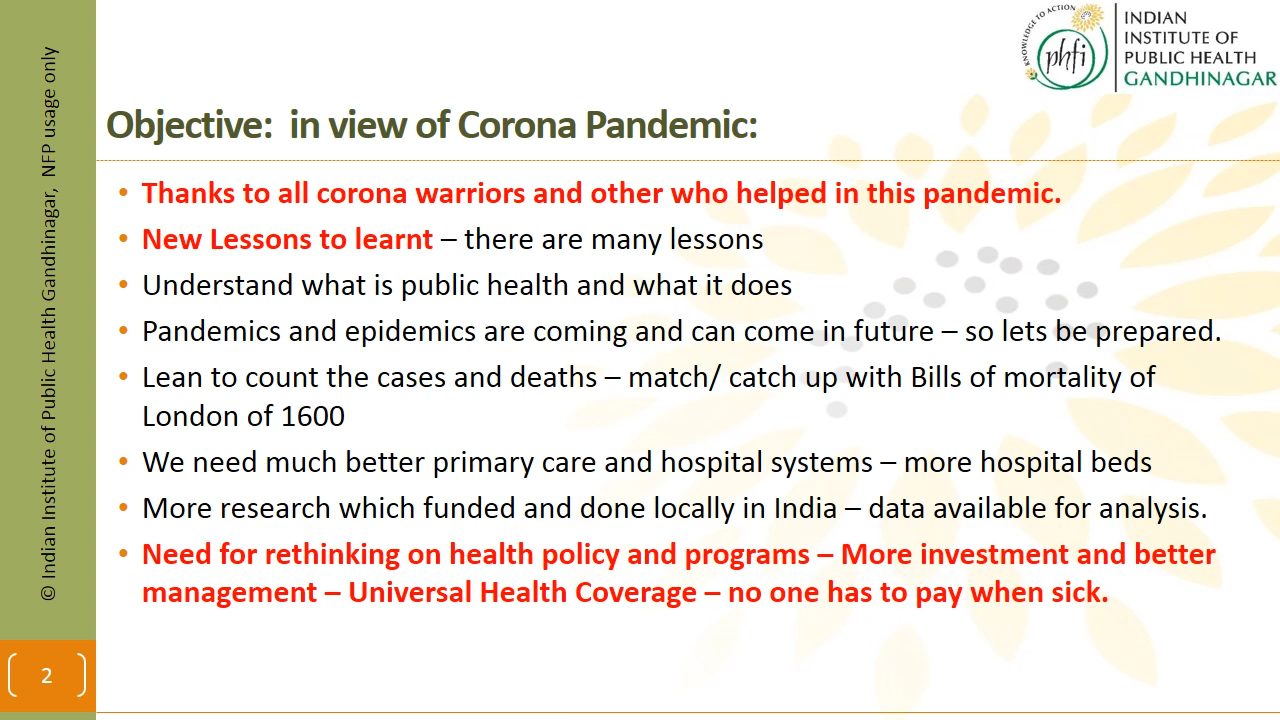 KNOWLEDGE TO ACTION
phfi
INDIAN
INSTITUTE OF
PUBLIC HEALTH
GANDHINAGAR
Objective:  in view of Corona Pandemic:
• Thanks to all corona warriors and other who helped in this pandemic.
• New Lessons to learnt – there are many lessons
• Understand what is public health and what it does
• Pandemics and epidemics are coming and can come in future – so lets be prepared.
• Lean to count the cases and deaths – match/ catch up with Bills of mortality of
London of 1600
• We need much better primary care and hospital systems – more hospital beds
• More research which funded and done locally in India – data available for analysis.
• Need for rethinking on health policy and programs – More investment and better
management – Universal Health Coverage – no one has to pay when sick.
© Indian Institute of Public Health Gandhinagar,  NFP usage only
2